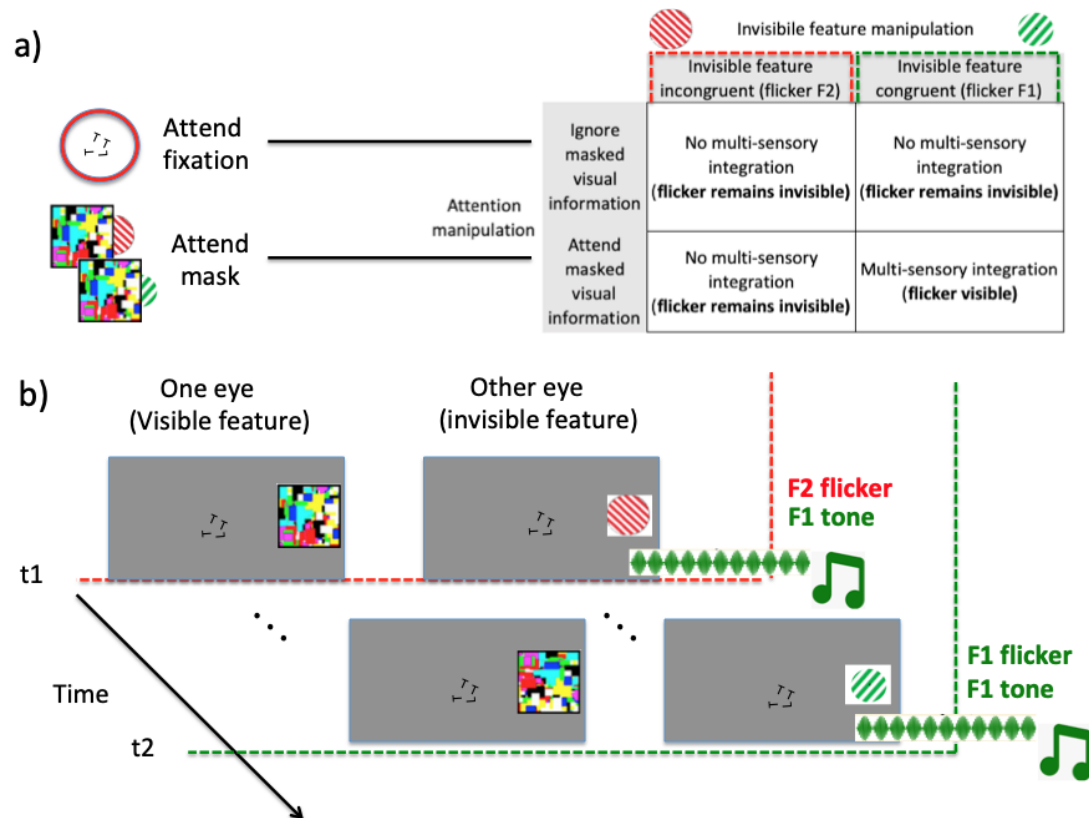 a)
Invisibile feature manipulation
Invisible feature
incongruent (flicker F2)
Invisible feature
congruent (flicker F1)
Attend
fixation
Ignore
masked
visual
information
No multi-sensory
integration
(flicker remains invisible)
No multi-sensory
integration
(flicker remains invisible)
Attention
manipulation
Attend
mask
Attend
masked
visual
information
No multi-sensory
integration
(flicker remains invisible)
Multi-sensory integration
(flicker visible)
b)
One eye
(Visible feature)
Other eye
(invisible feature)
F2 flicker
F1 tone
t1
F1 flicker
F1 tone
Time
t2